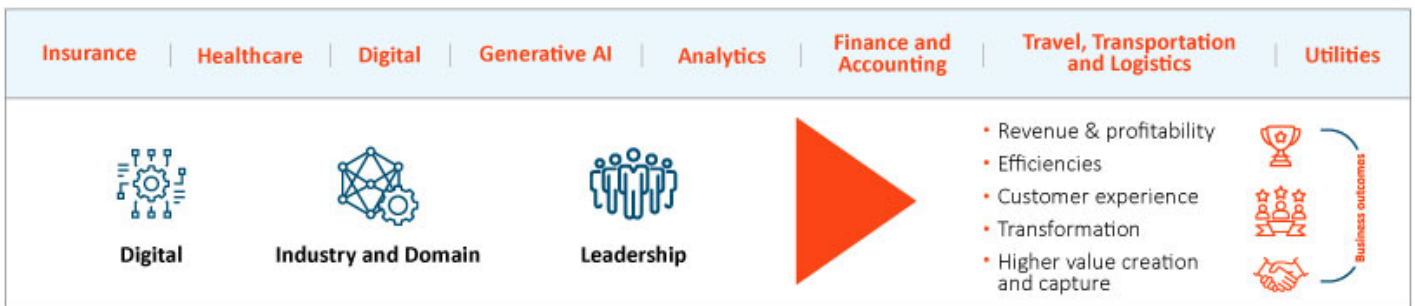 Insurance
Healthcare
Digital
Generative AI
Analytics
Finance and
Accounting
Travel, Transportation
and Logistics
Utilities
Digital
Industry and Domain
Leadership
• Revenue & profitability
• Efficiencies
• Customer experience
• Transformation
• Higher value creation
and capture
Business outcomes